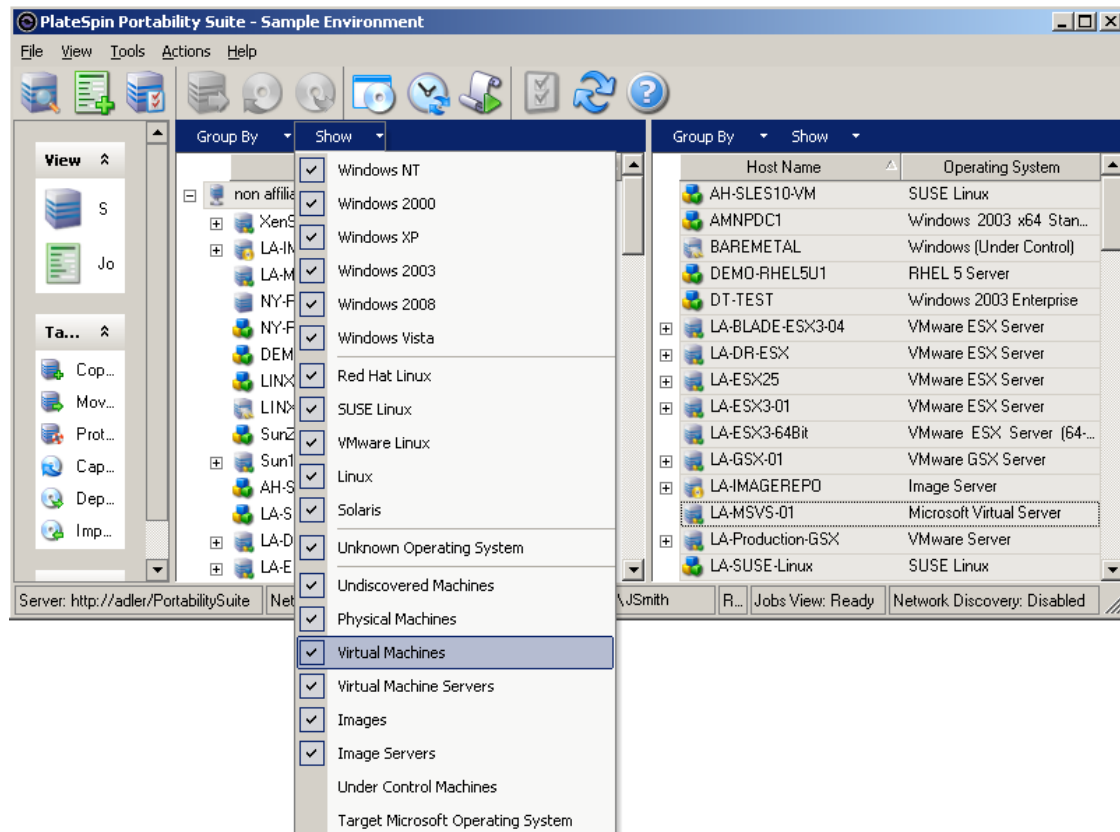 PlateSpin Portability Suite - Sample Environment
File View Tools Actions Help
View
S
Jo
Ta...
Cop...
Mov...
Prot...
Cap...
Dep...
Imp...
Group By Show
non affilia
XenS
LA-IM
LA-M
NY-F
NY-F
DEM
LINX
LINX
SunZ
Sun1
AH-S
LA-S
LA-D
LA-E
Windows NT
Windows 2000
Windows XP
Windows 2003
Windows 2008
Windows Vista
Red Hat Linux
SUSE Linux
VMware Linux
Linux
Solaris
Unknown Operating System
Undiscovered Machines
Physical Machines
Virtual Machines
Virtual Machine Servers
Images
Image Servers
Under Control Machines
Target Microsoft Operating System
Group By Show
Host Name Operating System
AH-SLES10-VM SUSE Linux
AMNPDC1 Windows 2003 x64 Stan...
BAREMETAL Windows (Under Control)
DEMO-RHEL5U1 RHEL 5 Server
DT-TEST Windows 2003 Enterprise
LA-BLADE-ESX3-04 VMware ESX Server
LA-DR-ESX VMware ESX Server
LA-ESX25 VMware ESX Server
LA-ESX3-01 VMware ESX Server
LA-ESX3-64Bit VMware ESX Server (64-...
LA-GSX-01 VMware GSX Server
LA-IMAGEREPO Image Server
LA-MSVS-01 Microsoft Virtual Server
LA-Production-GSX VMware Server
LA-SUSE-Linux SUSE Linux
Server: http://adler/PortabilitySuite Net \JSmith R... Jobs View: Ready Network Discovery: Disabled